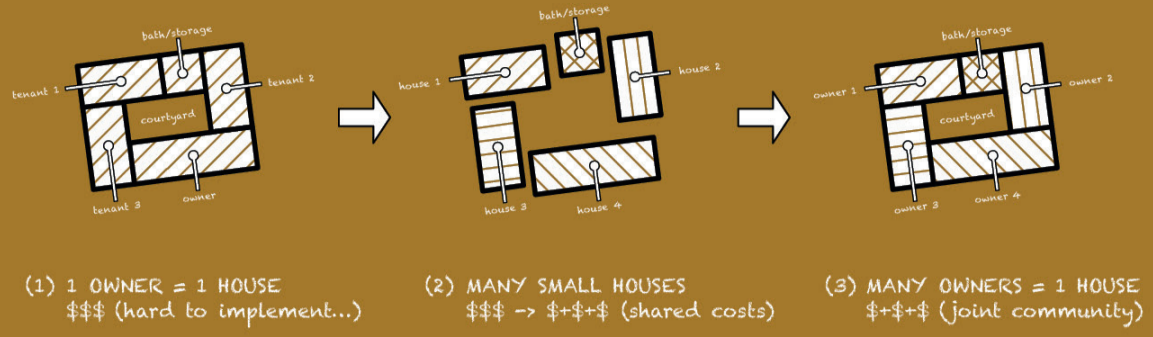 bath/storage
tenant 1
tenant 2
courtyard
tenant 3
owner
(1) 1 OWNER = 1 HOUSE
$$$ (hard to implement...)
bath/storage
house 1
house 2
house 3
house 4
(2) MANY SMALL HOUSES
$$$ -> $+$+$ (shared costs)
bath/storage
owner 1
owner 2
courtyard
owner 3
owner 4
(3) MANY OWNERS = 1 HOUSE
$+$+$ (joint community)